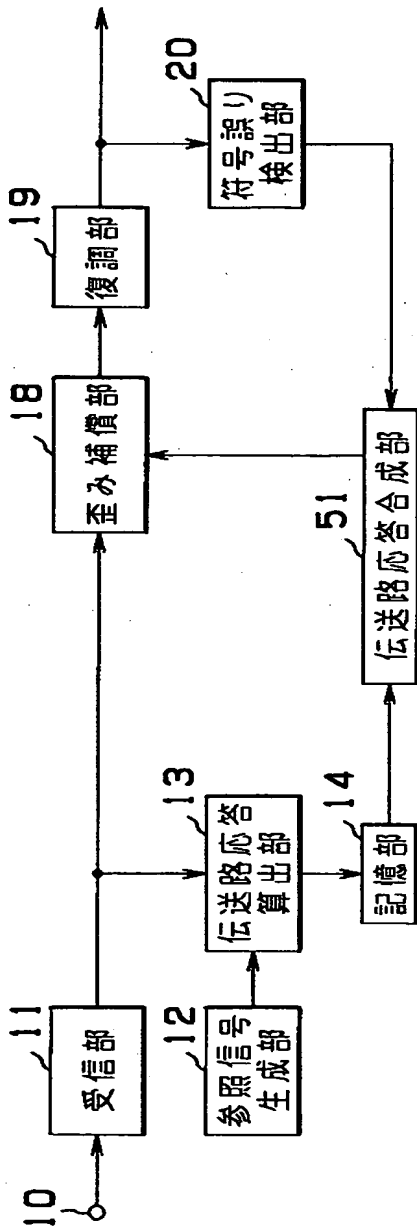 10
11
受信部
12
参照信号
生成部
13
伝送路応答
算出部
14
記憶部
18
歪み補償部
19
復調部
20
符号誤り
検出部
51
伝送路応答合成部